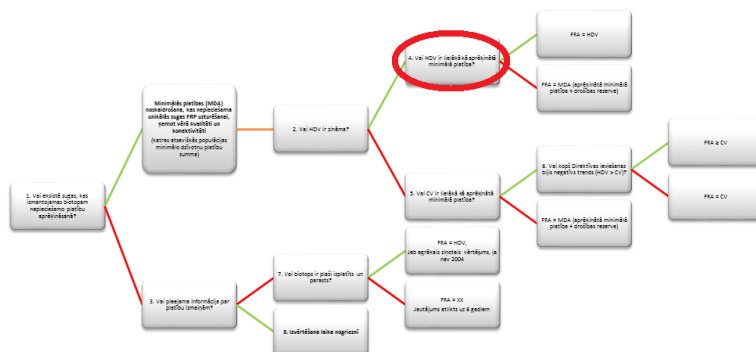 4. Vai HDV ir lielākā kā aprēķinātā
minimālā platība?
FRA = HDV
Minimālās platības (MDA)
noskaidrošana, kas nepieciešama
unikālās sugas FRP uzturēšanai,
ņemot vērā kvalitāti un
konektivitāti
(katras atsevišķas populācijas
minimālo dzīvotņu platību
summa)
2. Vai HDV ir zināma?
FRA = MDA (aprēķinātā minimālā
platība + drošības rezerve)
1. Vai eksistē sugas, kas
izmantojamas biotopam
nepieciešamo platību
aprēķināšanā?
5. Vai CV ir lielākā kā aprēķinātā
minimālā platība?
6. Vai kopš Direktīvas ieviešanas
bijis negatīvs trends (HDV > CV)?
FRA ≥ CV
FRA = CV
FRA = MDA (aprēķinātā minimālā
platība + drošības rezerve)
3. Vai pieejama informācija par
platību izmaiņām?
7. Vai biotops ir plaši izplatīts un
parasts?
FRA = HDV,
Jeb agrākais ziņotais vērtējums, ja
nav 2004
FRA = XX
Jautājums atlikts uz 6 gadiem
8. Izvērtēšana laika nogrieznī